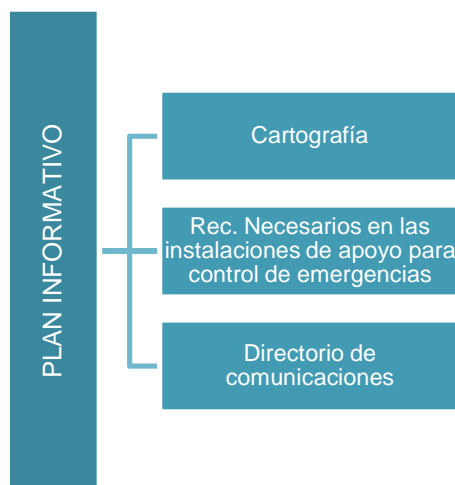 PLAN INFORMATIVO
Cartografía
Rec. Necesarios en las
instalaciones de apoyo para
control de emergencias
Directorio de
comunicaciones